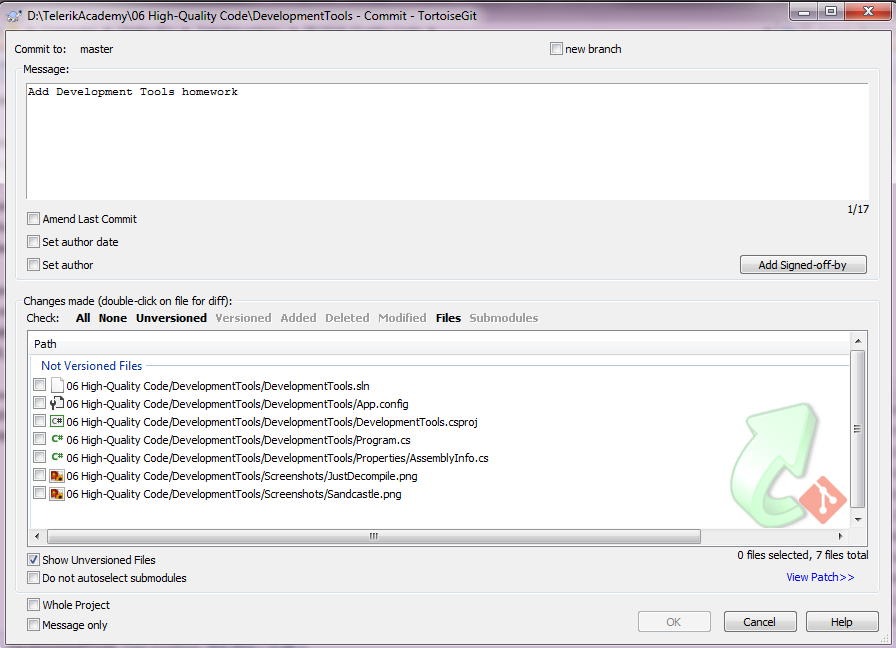 D:\TelerikAcademy\06 High-Quality Code\DevelopmentTools - Commit - TortoiseGit
Commit to: master new branch
Message:
Add Development Tools homework
1/17
Amend Last Commit
Set author date
Set author
Add Signed-off-by
Changes made (double-click on file for diff):
Check: All None Unversioned Versioned Added Deleted Modified Files Submodules
Path
Not Versioned Files
06 High-Quality Code/DevelopmentTools/DevelopmentTools.sln
06 High-Quality Code/DevelopmentTools/DevelopmentTools/App.config
C# 06 High-Quality Code/DevelopmentTools/DevelopmentTools/DevelopmentTools.csproj
C# 06 High-Quality Code/DevelopmentTools/DevelopmentTools/Program.cs
C# 06 High-Quality Code/DevelopmentTools/DevelopmentTools/Properties/AssemblyInfo.cs
06 High-Quality Code/DevelopmentTools/Screenshots/JustDecompile.png
06 High-Quality Code/DevelopmentTools/Screenshots/Sandcastle.png
Show Unversioned Files
0 files selected, 7 files total
Do not autoselect submodules
View Patch>>
Whole Project
Message only
OK Cancel Help